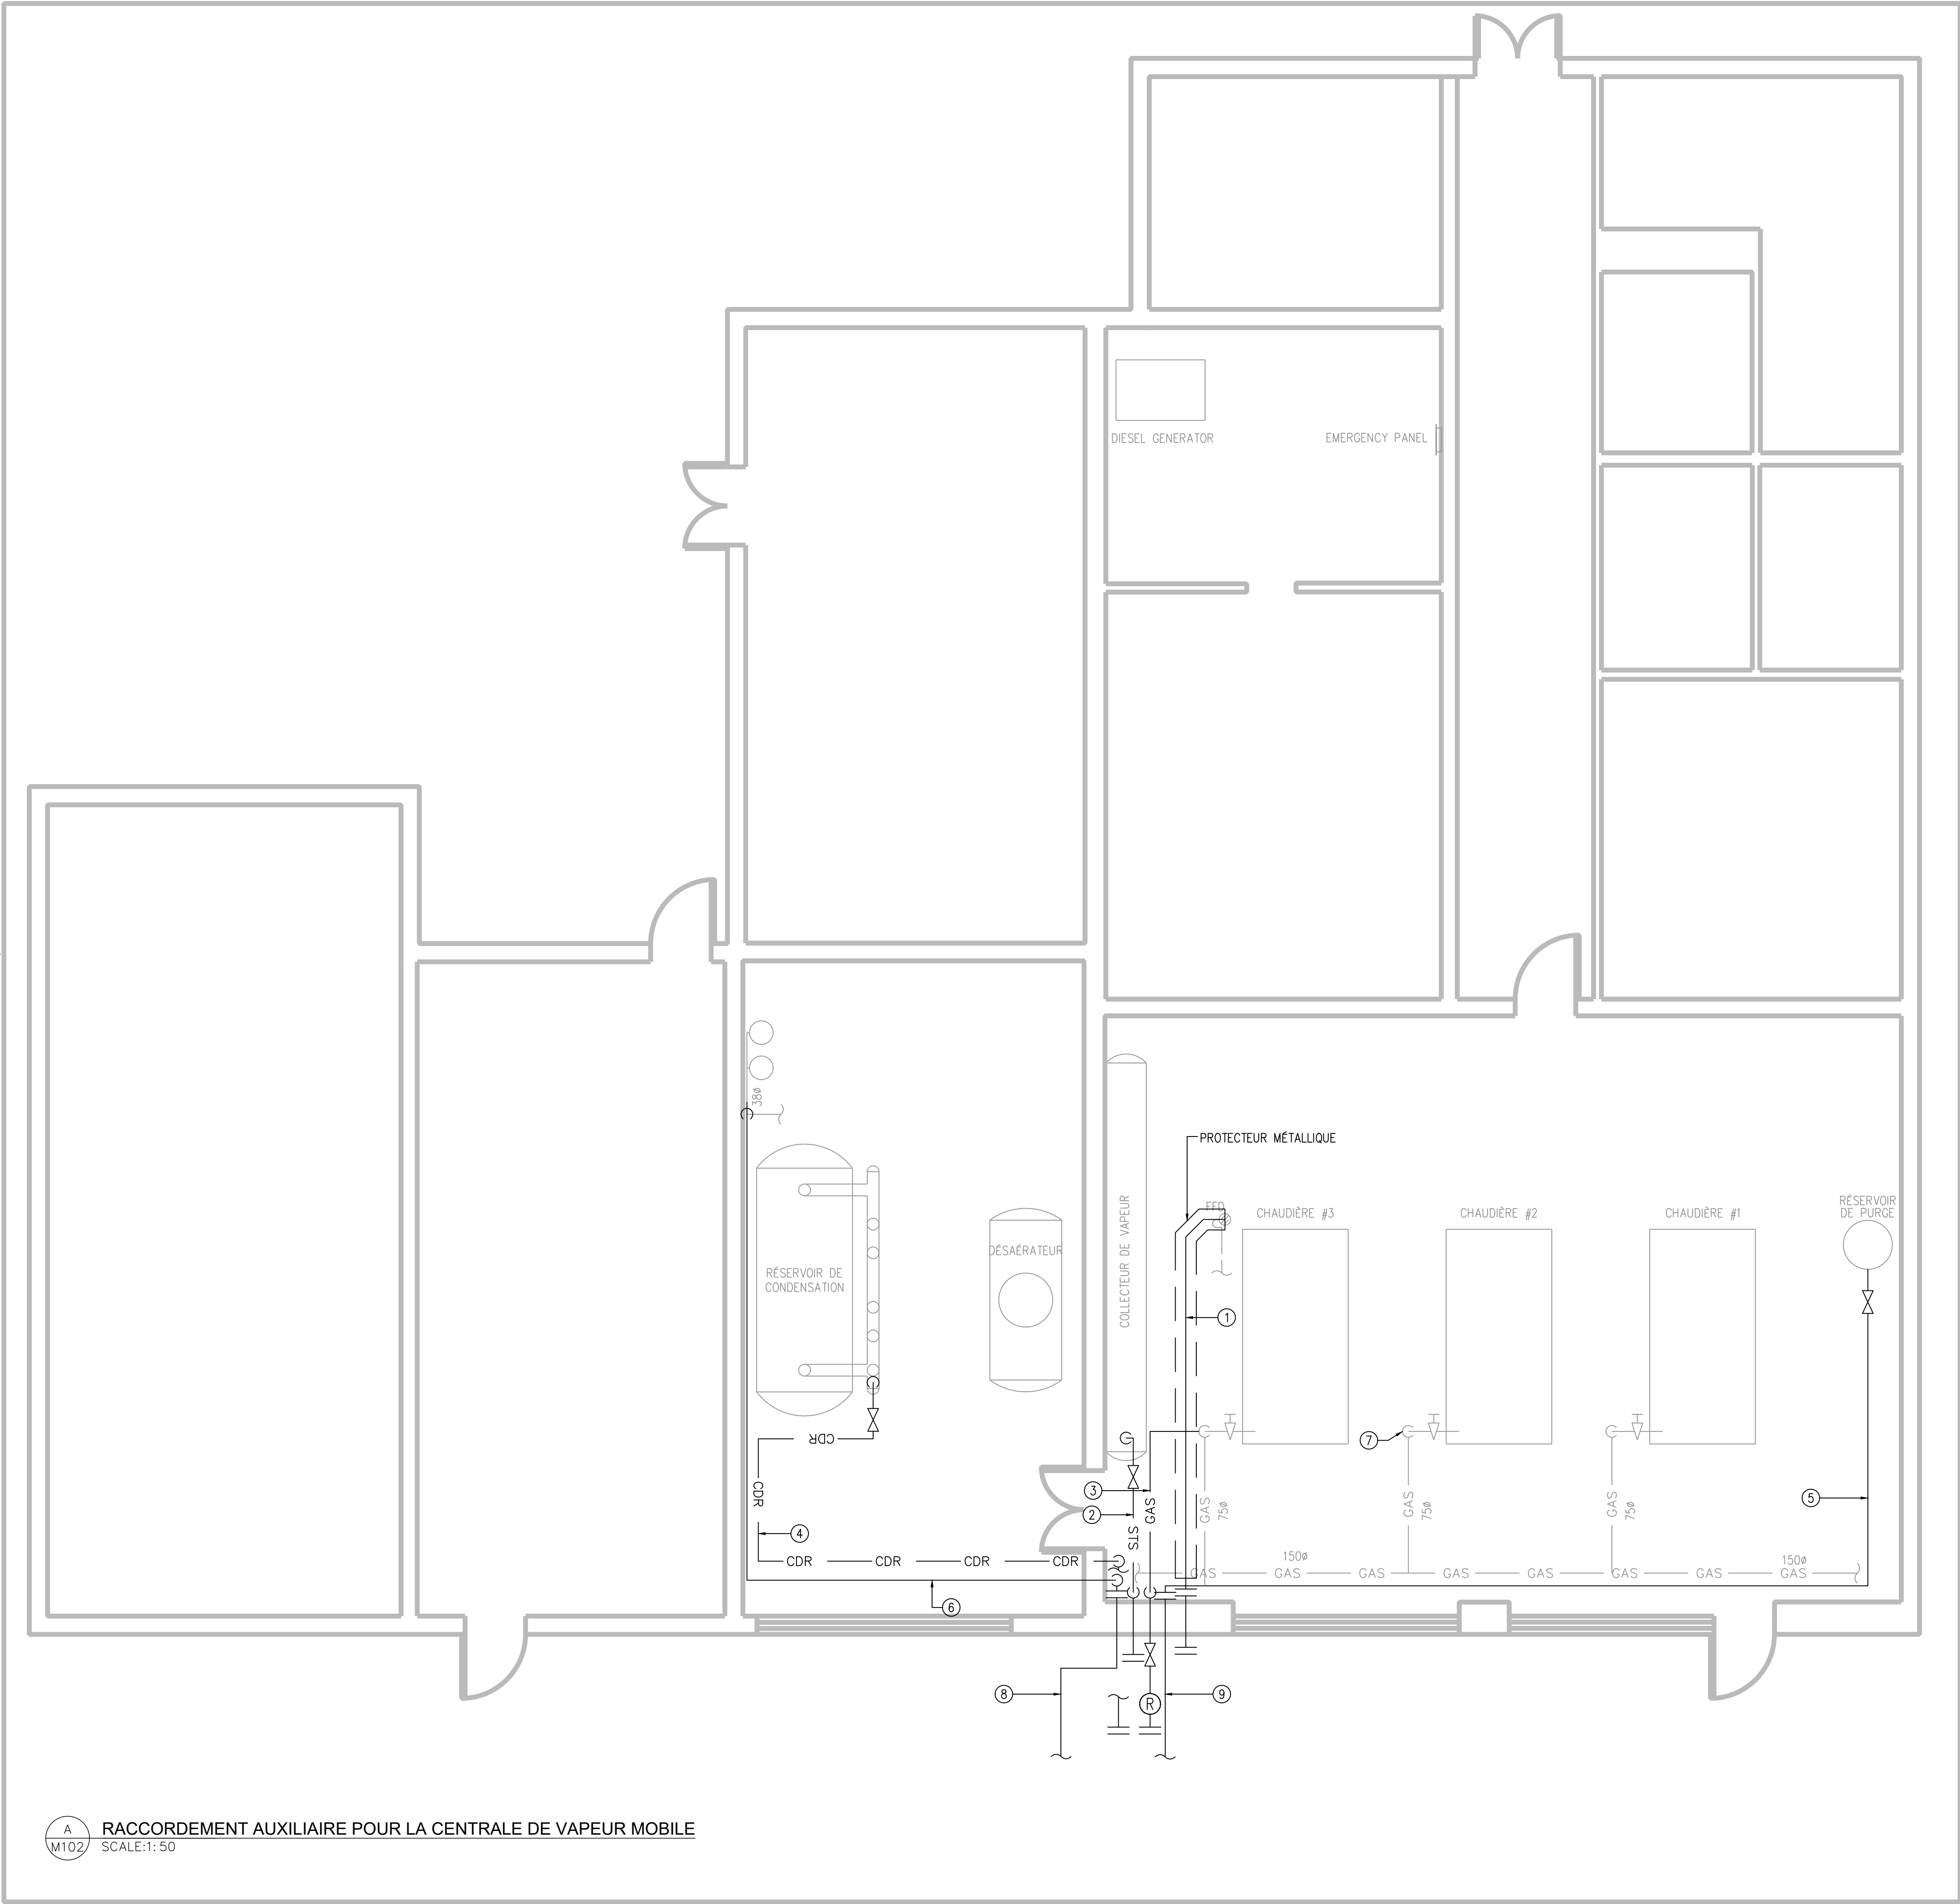 DIESEL GENERATOR
EMERGENCY PANEL
38ø
PROTECTEUR MÉTALLIQUE
COLLECTEUR DE VAPEUR
FFD
CHAUDIÈRE #3
CHAUDIÈRE #2
CHAUDIÈRE #1
RÉSERVOIR
DE PURGE
DÉSAÉRATEUR
RÉSERVOIR DE
CONDENSATION
1
CDR
7
CDR
3
2
GAS
STS
GAS
75ø
GAS
75ø
GAS
75ø
5
4
CDR
CDR
CDR
CDR
150ø
150ø
GAS
GAS
GAS
GAS
GAS
GAS
GAS
GAS
6
8
R
9
A
M102
RACCORDEMENT AUXILIAIRE POUR LA CENTRALE DE VAPEUR MOBILE
SCALE:1:50